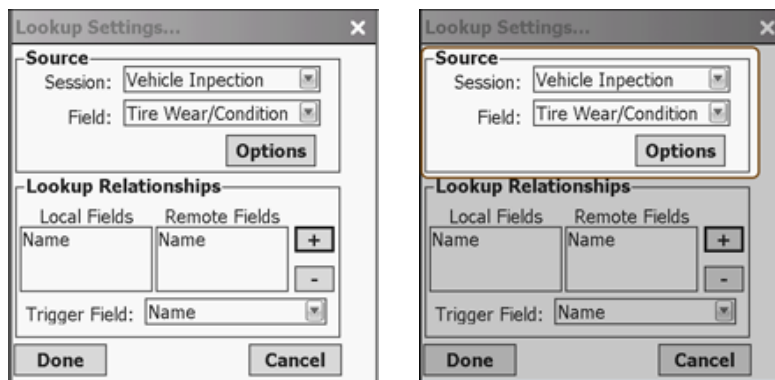 Lookup Settings...
Source
Session: Vehicle Inpection
Field: Tire Wear/Condition
Options
Lookup Relationships
Local Fields Remote Fields
Name Name +
-
Trigger Field: Name
Done Cancel
Lookup Settings...
Source
Session: Vehicle Inpection
Field: Tire Wear/Condition
Options
Lookup Relationships
Local Fields Remote Fields
Name Name +
-
Trigger Field: Name
Done Cancel